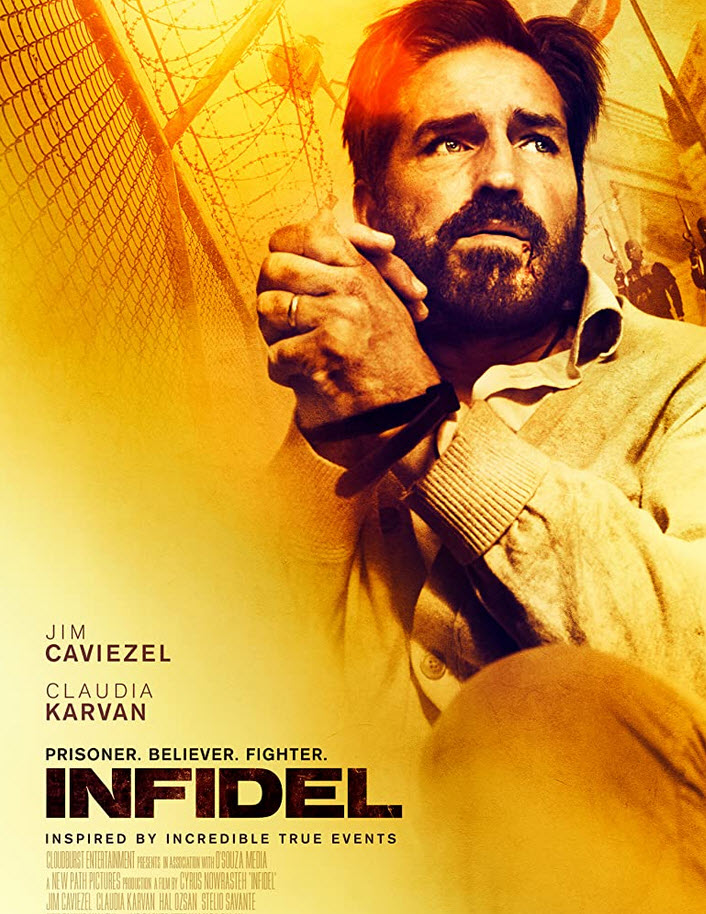 JIM
CAVIEZEL
CLAUDIA
KARVAN
PRISONER. BELIEVER. FIGHTER.
INFIDEL
INSPIRED BY INCREDIBLE TRUE EVENTS
CLOUDBURST ENTERTAINMENT PRESENTS IN ASSOCIATION WITH D'SOUZA MEDIA
A NEW PATH PICTURES PRODUCTION A FILM BY CYRUS NOWRASTEH "INFIDEL"
JIM CAVIEZEL CLAUDIA KARVAN HAL OZSAN STELIO SAVANTE